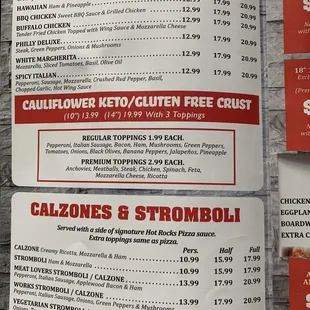 HAWAIIAN Ham & Pineapple
BBQ CHICKEN Sweet BBQ Sauce & Grilled Chicken 12.99 17.99 20.99
BUFFALO CHICKEN 12.99 17.99 20.99
Tender Fried Chicken Topped with Wing Sauce & Mozzarella Cheese
PHILLY DELUXE 12.99 17.99 20.99
Steak, Green Peppers, Onions & Mushrooms
WHITE MARGHERITA 12.99 17.99 20.99
Mozzarella, Sliced Tomatoes, Basil, Olive Oil
SPICY ITALIAN 12.99 17.99 20.99
Pepperoni, Sausage, Mozzarella, Crushed Red Pepper, Basil,
Chopped Garlic, Hot Wing Sauce
CAULIFLOWER KETO/GLUTEN FREE CRUST
(10") 13.99 (14") 19.99 With 3 Toppings
REGULAR TOPPINGS 1.99 EACH.
Pepperoni, Italian Sausage, Bacon, Ham, Mushrooms, Green Peppers,
Tomatoes, Onions, Black Olives, Banana Peppers, Jalapeños, Pineapple
PREMIUM TOPPINGS 2.99 EACH.
Anchovies, Meatballs, Steak, Chicken, Spinach, Feta,
Mozzarella Cheese, Ricotta
CALZONES & STROMBOLI
Served with a side of signature Hot Rocks Pizza sauce.
Extra toppings same as pizza.
Pers. Half Full
CALZONE Creamy Ricotta, Mozzarella & Ham 10.99 15.99 17.99
STROMBOLI Ham & Mozzarella 10.99 15.99 17.99
MEAT LOVERS STROMBOLI / CALZONE 13.99 17.99 20.99
Pepperoni, Italian Sausage, Applewood Bacon & Ham
WORKS STROMBOLI / CALZONE 13.99 17.99 20.99
Pepperoni, Italian Sausage, Onions, Green Peppers & Mushrooms
VEGETARIAN STROMBOLI
18"
CHICKEN
EGGPLAN
BOARDW
EXTRA C